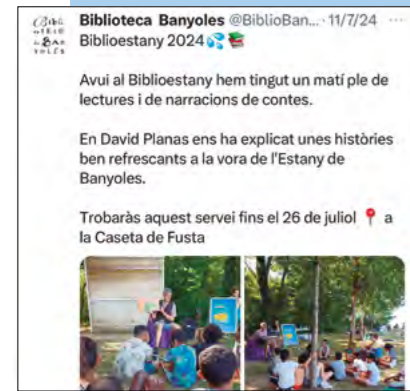 Biblioteca Banyoles @BiblioBan... · 11/7/24 ...
Biblioestany 2024💦📚
Avui al Biblioestany hem tingut un matí ple de
lectures i de narracions de contes.
En David Planas ens ha explicat unes històries
ben refrescants a la vora de l'Estany de
Banyoles.
Trobaràs aquest servei fins el 26 de juliol 📍 a
la Caseta de Fusta